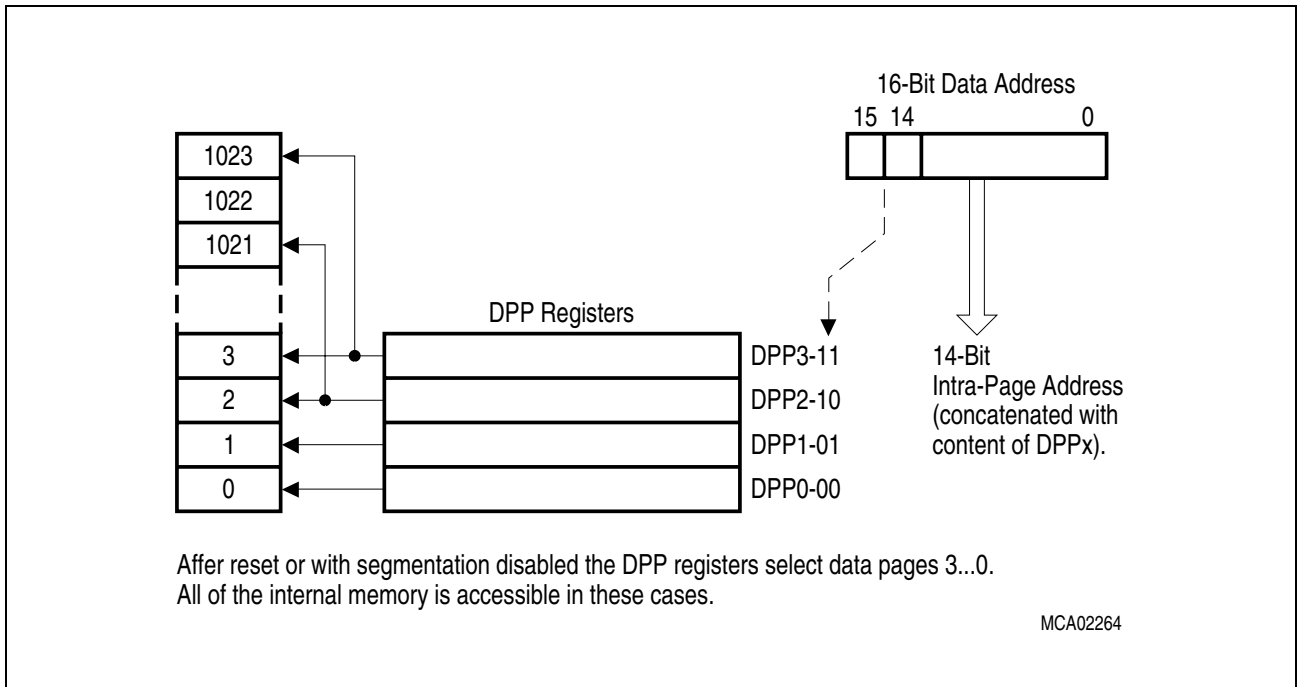 16-Bit Data Address
15 14 0
1023
1022
1021
DPP Registers
3
2
1
0
DPP3-11
DPP2-10
DPP1-01
DPP0-00
14-Bit
Intra-Page Address
(concatenated with
content of DPPx).
Affer reset or with segmentation disabled the DPP registers select data pages 3...0.
All of the internal memory is accessible in these cases.
MCA02264